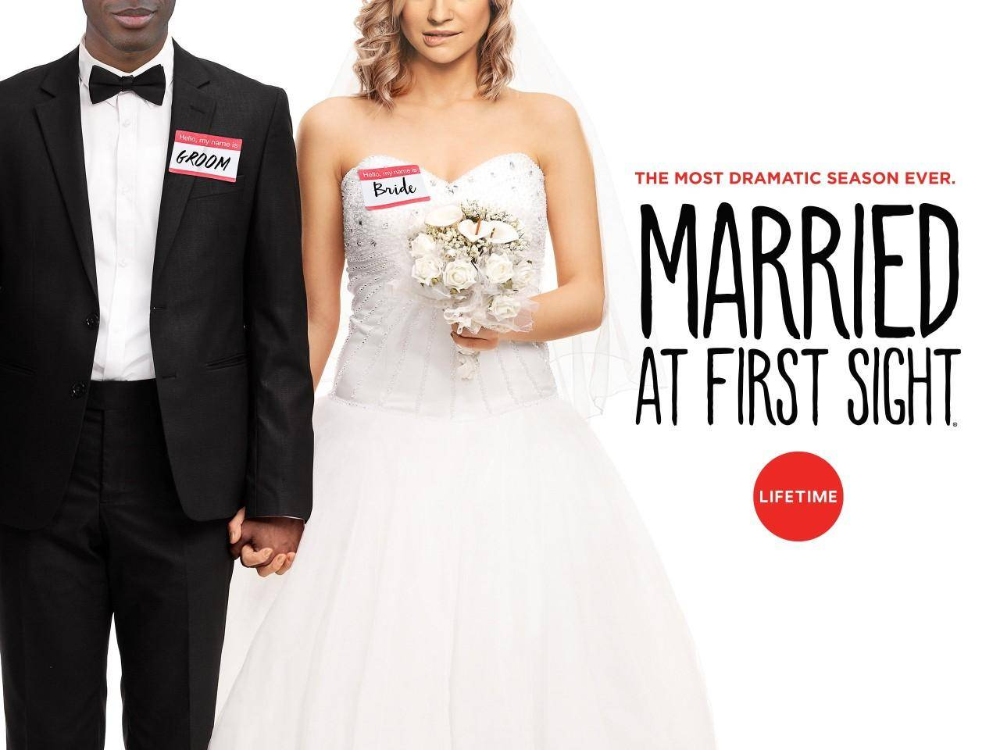 Hello, my name is
GROOM
Hello, my name is
Bride
THE MOST DRAMATIC SEASON EVER.
MARRIED
AT FIRST SIGHT®
LIFETIME